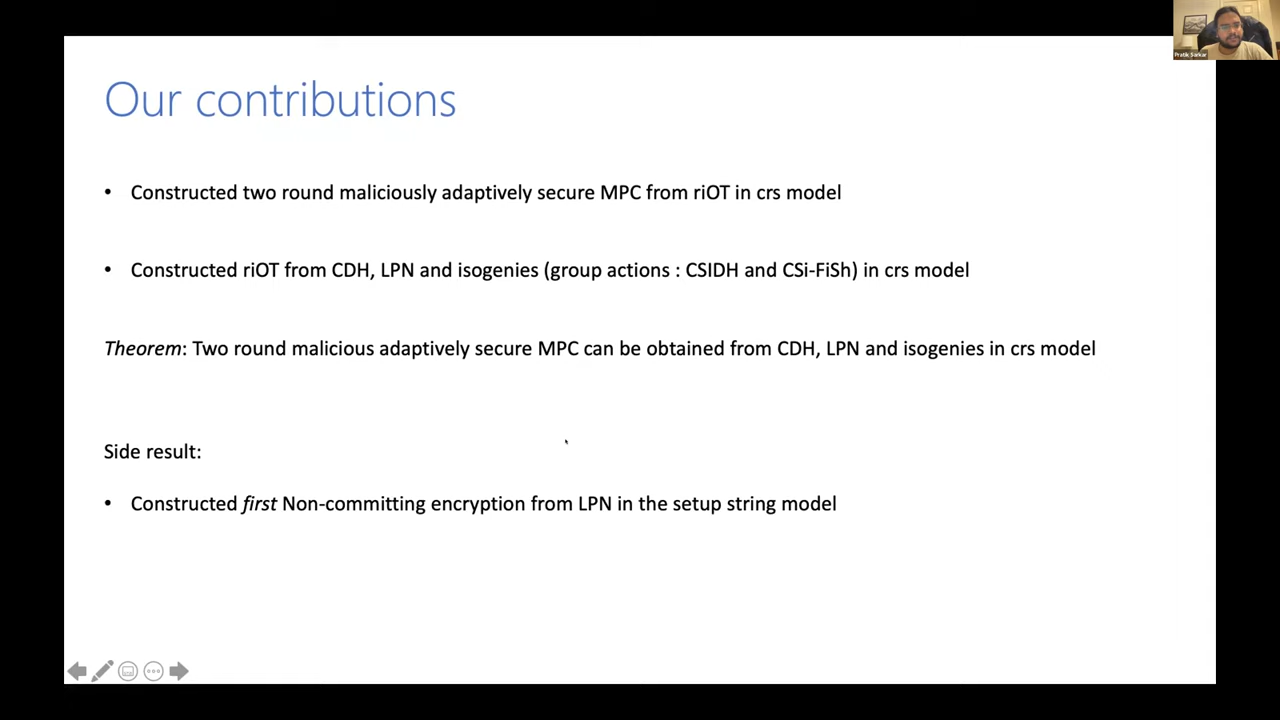 Pratik Sarkar
Our contributions
• Constructed two round maliciously adaptively secure MPC from riOT in crs model
• Constructed riOT from CDH, LPN and isogenies (group actions : CSIDH and CSi-FiSh) in crs model
Theorem: Two round malicious adaptively secure MPC can be obtained from CDH, LPN and isogenies in crs model
Side result:
• Constructed first Non-committing encryption from LPN in the setup string model